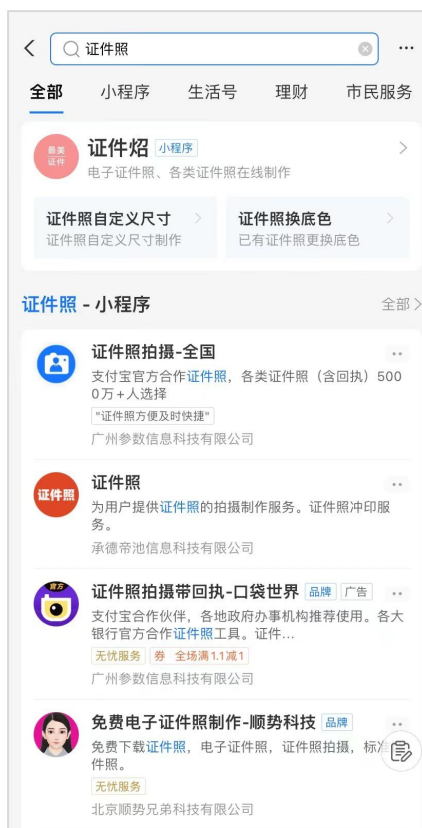 证件照
全部 小程序 生活号 理财 市民服务
最美
证件
证件炤 小程序
电子证件照、各类证件照在线制作
证件照自定义尺寸
证件照自定义尺寸制作
证件照换底色
已有证件照更换底色
证件照 - 小程序 全部
证件照拍摄-全国
支付宝官方合作证件照，各类证件照（含回执）500
0万+人选择
"证件照方便及时快捷"
广州参数信息科技有限公司
证件照
证件照
为用户提供证件照的拍摄制作服务。证件照冲印服
务。
承德帝池信息科技有限公司
官方
证件照拍摄带回执-口袋世界 品牌 广告
支付宝合作伙伴，各地政府办事机构推荐使用。各大
银行官方合作证件照工具。证件...
无忧服务 券 全场满1.1减1
广州参数信息科技有限公司
免费电子证件照制作-顺势科技 品牌
免费下载证件照，电子证件照，证件照拍摄，标准
件照。
无忧服务
北京顺势兄弟科技有限公司